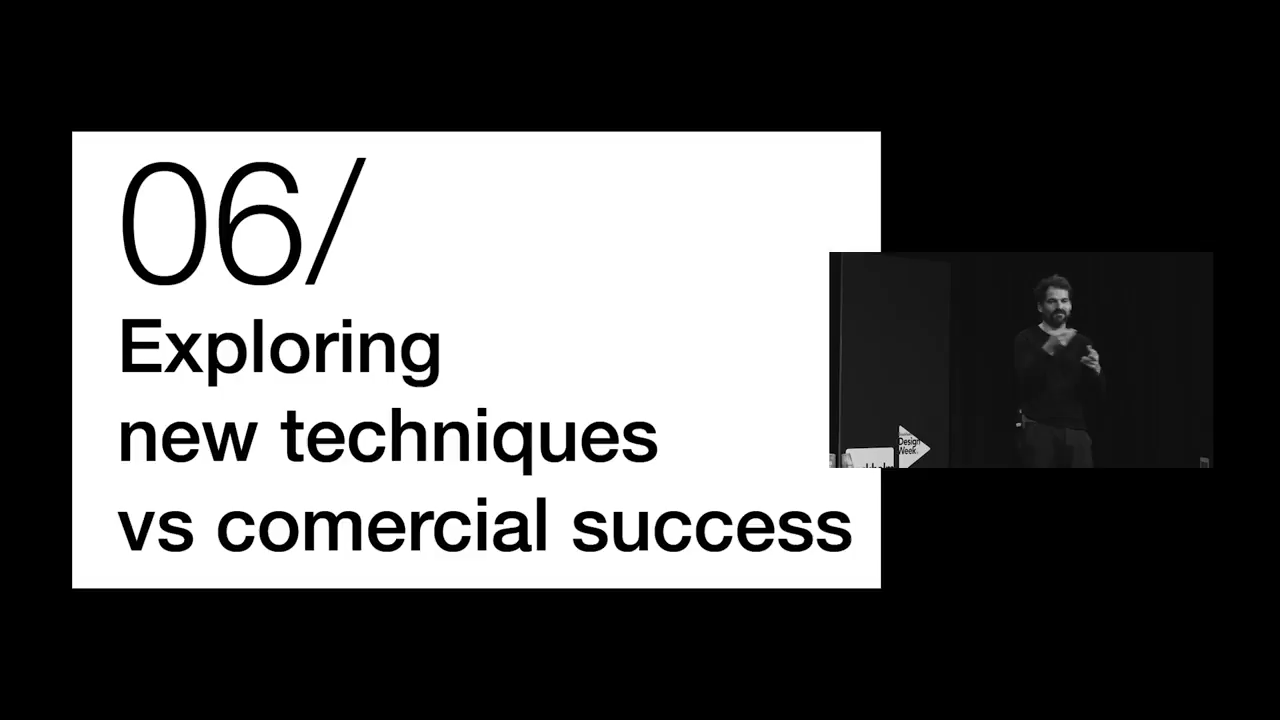 06/
Exploring
new techniques
vs comercial success
Design
Week